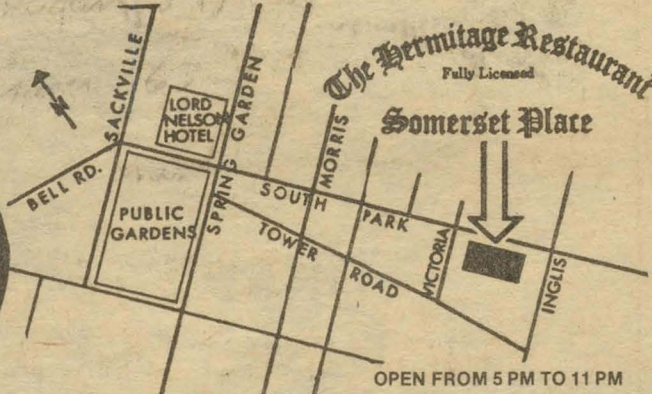 The Hermitage Restaurant
Fully Licensed
Somerset Place
N
SACKVILLE
LORD
NELSON
HOTEL
SPRING GARDEN
MORRIS
BELL RD.
PUBLIC
GARDENS
SOUTH PARK
TOWER ROAD
VICTORIA
INGLIS
OPEN FROM 5 PM TO 11 PM